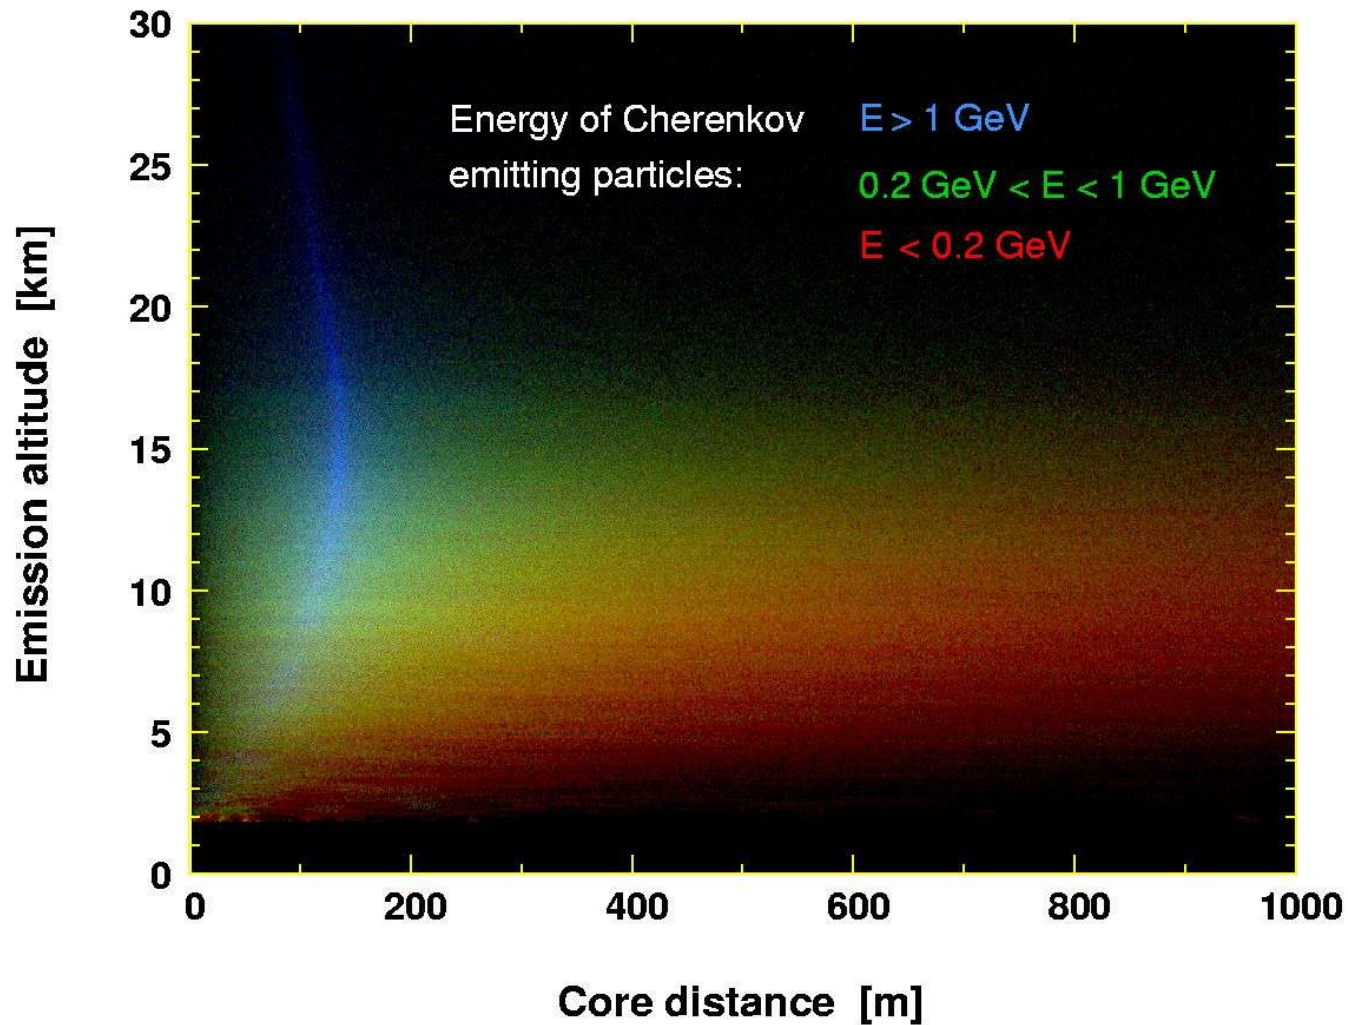 30
25
20
15
10
5
0
Emission altitude [km]
Energy of Cherenkov
emitting particles:
E > 1 GeV
0.2 GeV < E < 1 GeV
E < 0.2 GeV
0 200 400 600 800 1000
Core distance [m]